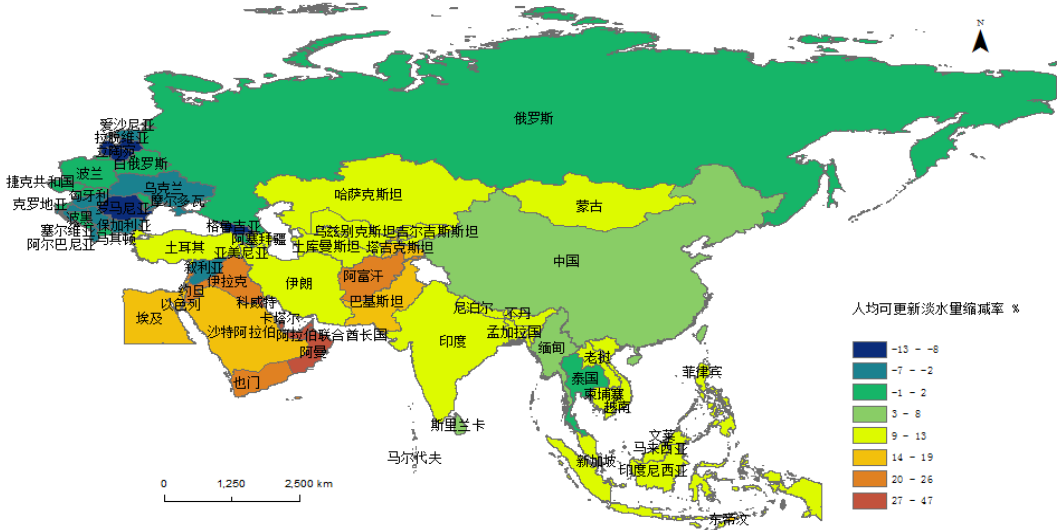 N
俄罗斯
爱沙尼亚
拉脱维亚
白俄罗斯
波兰
捷克共和国
乌克兰
匈牙利
摩尔多瓦
克罗地亚
罗马尼亚
波黑
保加利亚
塞尔维亚
马其顿
阿尔巴尼亚
哈萨克斯坦
蒙古
格鲁吉亚
乌兹别克斯坦
吉尔吉斯斯坦
阿塞拜疆
土耳其
亚美尼亚
土库曼斯坦
塔吉克斯坦
中国
叙利亚
伊拉克
伊朗
阿富汗
约旦
以色列
科威特
巴基斯坦
尼泊尔
不丹
埃及
卡塔尔
沙特阿拉伯
阿拉伯联合酋长国
孟加拉国
印度
缅甸
阿曼
老挝
也门
泰国
菲律宾
柬埔寨
越南
斯里兰卡
文莱
马来西亚
马尔代夫
新加坡
印度尼西亚
东帝汶
0 1,250 2,500 km
人均可更新淡水量缩减率 %
-13 - -8
-7 - -2
-1 - 2
3 - 8
9 - 13
14 - 19
20 - 26
27 - 47